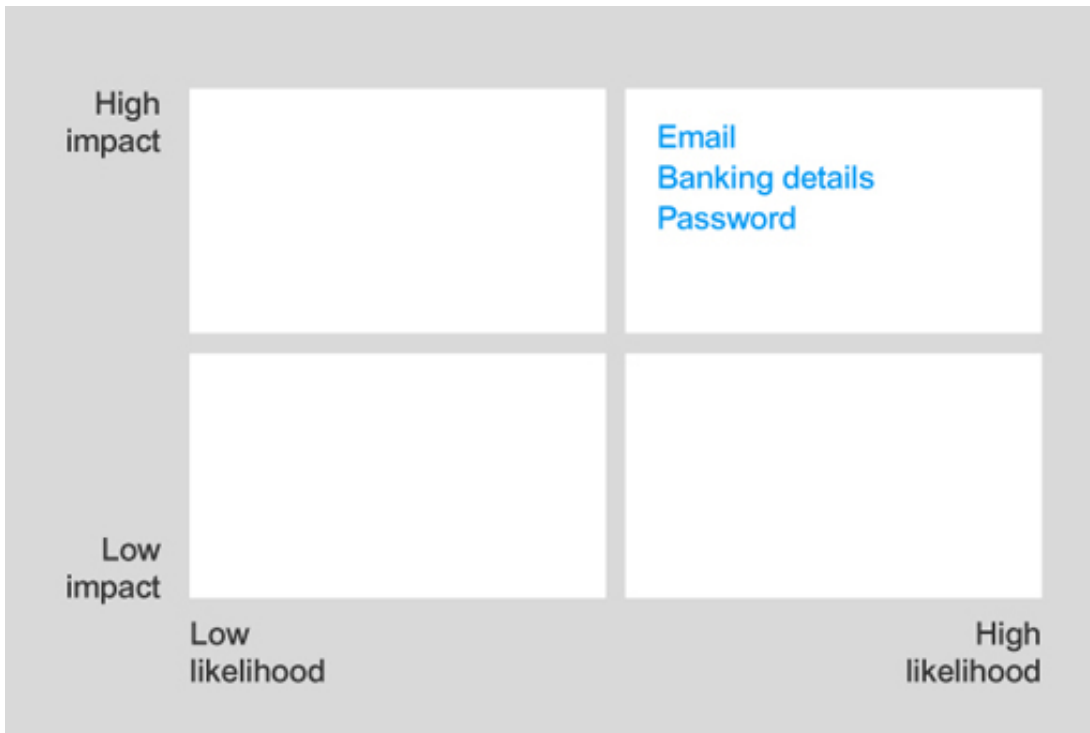 High
impact
Email
Banking details
Password
Low
impact
Low
likelihood
High
likelihood